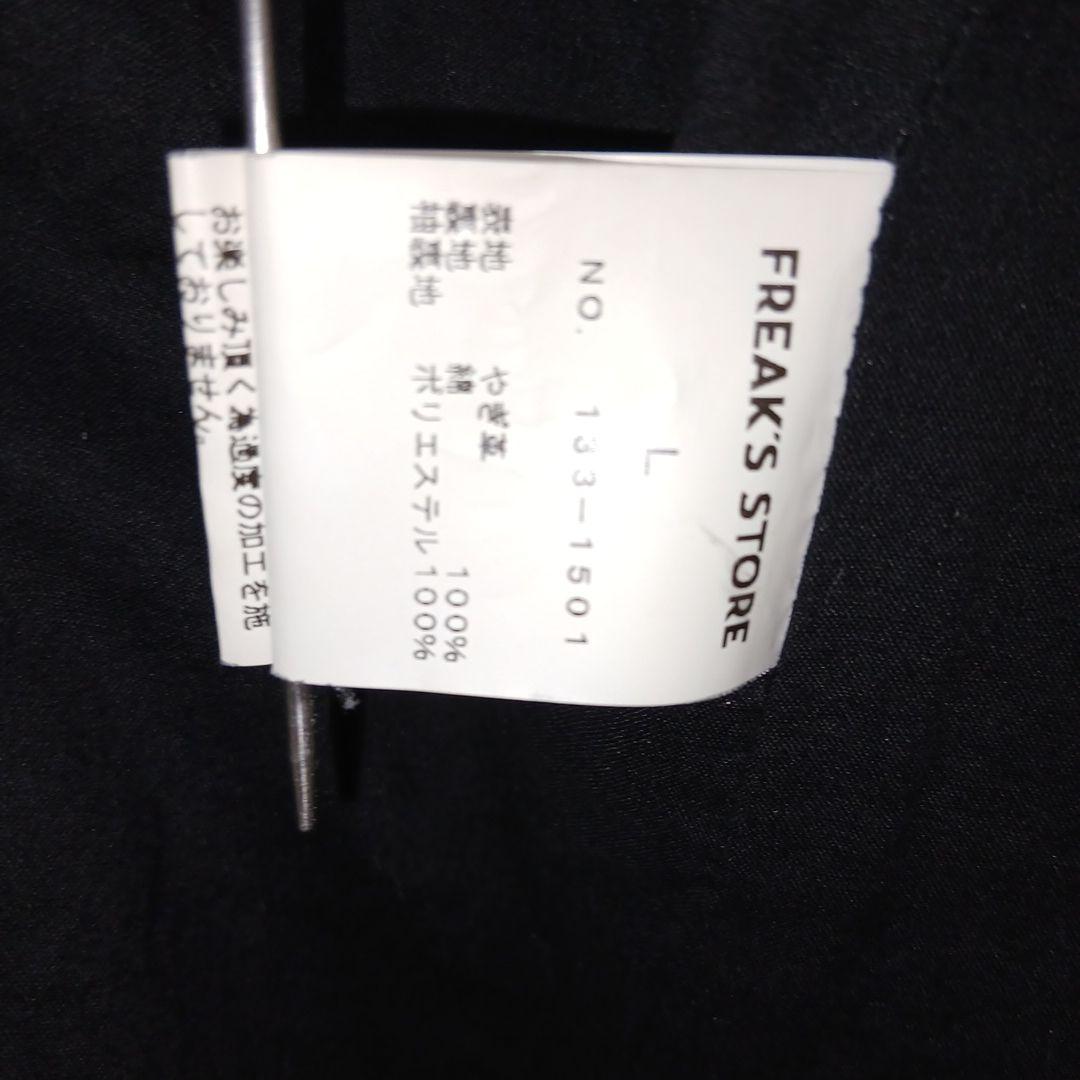 FREAK'S STORE
L
NO. 133-1501
表地 やぎ革
裏地 綿 100%
袖裏地 ポリエステル100%
お楽しみ頂く為過度の加工を施
しておりません。